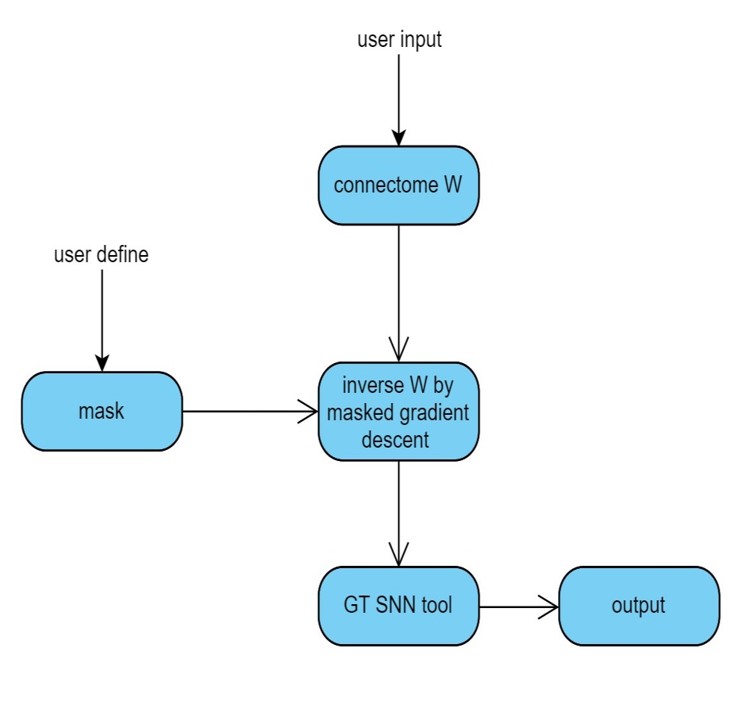 user input
connectome W
user define
mask
inverse W by
masked gradient
descent
GT SNN tool
output